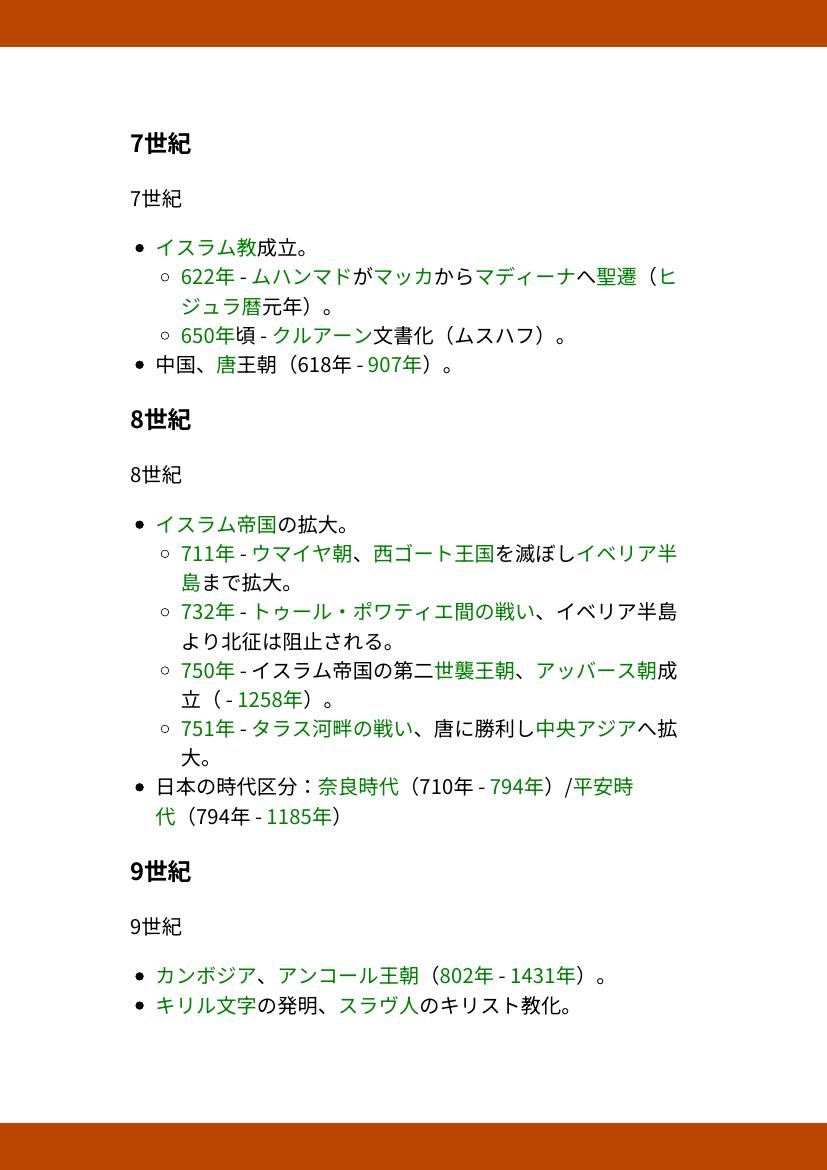 7世紀
7世紀
• イスラム教成立。
◦ 622年 - ムハンマドがマッカからマディーナへ聖遷（ヒ
ジュラ暦元年）。
◦ 650年頃 - クルアーン文書化（ムスハフ）。
• 中国、唐王朝（618年 - 907年）。
8世紀
8世紀
• イスラム帝国の拡大。
◦ 711年 - ウマイヤ朝、西ゴート王国を滅ぼしイベリア半
島まで拡大。
◦ 732年 - トゥール・ポワティエ間の戦い、イベリア半島
より北征は阻止される。
◦ 750年 - イスラム帝国の第二世襲王朝、アッバース朝成
立（ - 1258年）。
◦ 751年 - タラス河畔の戦い、唐に勝利し中央アジアへ拡
大。
• 日本の時代区分：奈良時代（710年 - 794年）/平安時
代（794年 - 1185年）
9世紀
9世紀
• カンボジア、アンコール王朝（802年 - 1431年）。
• キリル文字の発明、スラヴ人のキリスト教化。